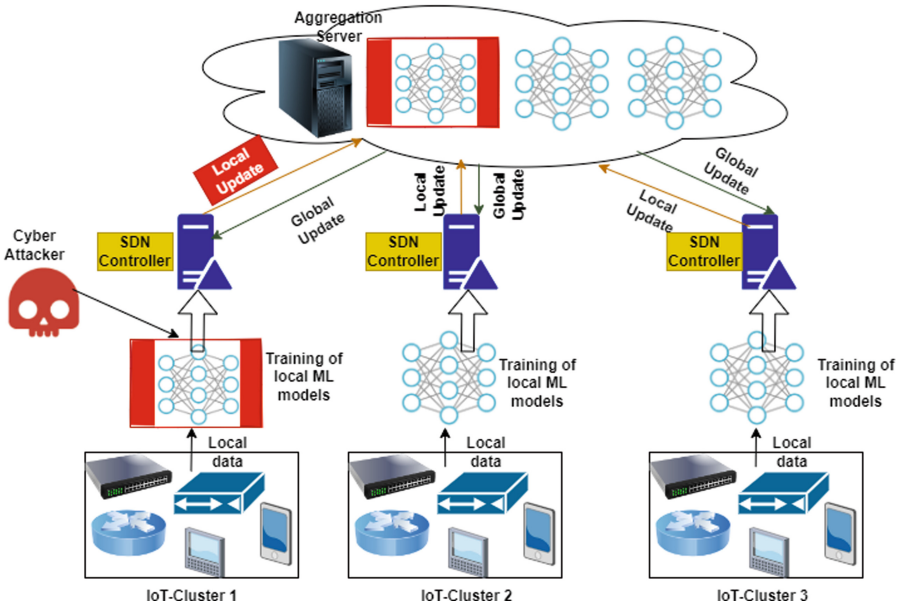 Aggregation
Server
Local
Update
Global
Update
Local
Update
Global
Update
Global
Update
Local
Update
Cyber
Attacker
SDN
Controller
SDN
Controller
SDN
Controller
Training of
local ML
models
Training of
local ML
models
Training of
local ML
models
Local
data
Local
data
Local
data
IoT-Cluster 1
IoT-Cluster 2
IoT-Cluster 3